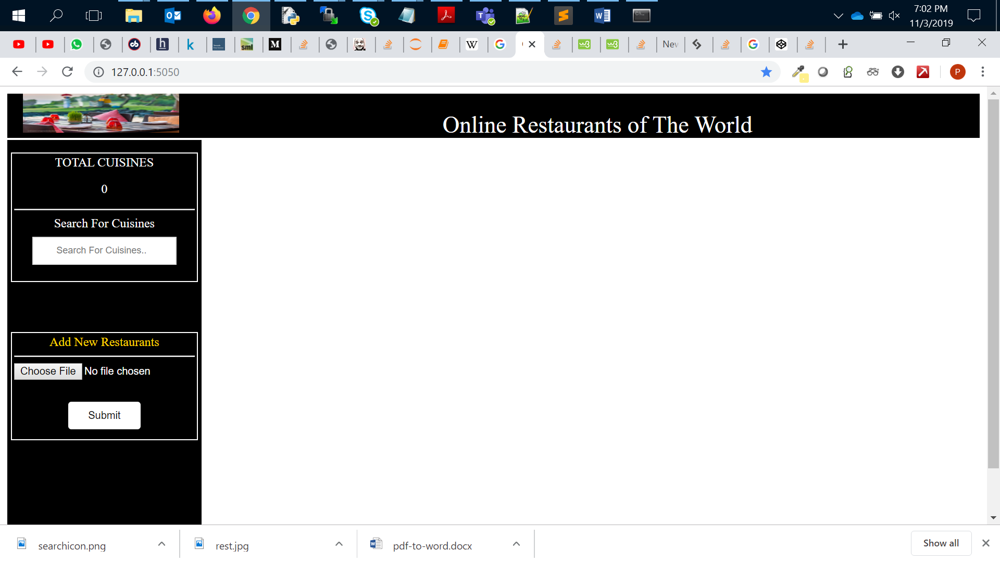 7:02 PM
11/3/2019
sml
M
W
New
127.0.0.1:5050
P
Online Restaurants of The World
TOTAL CUISINES
0
Search For Cuisines
Search For Cuisines..
Add New Restaurants
Choose File No file chosen
Submit
searchicon.png
rest.jpg
pdf-to-word.docx
Show all